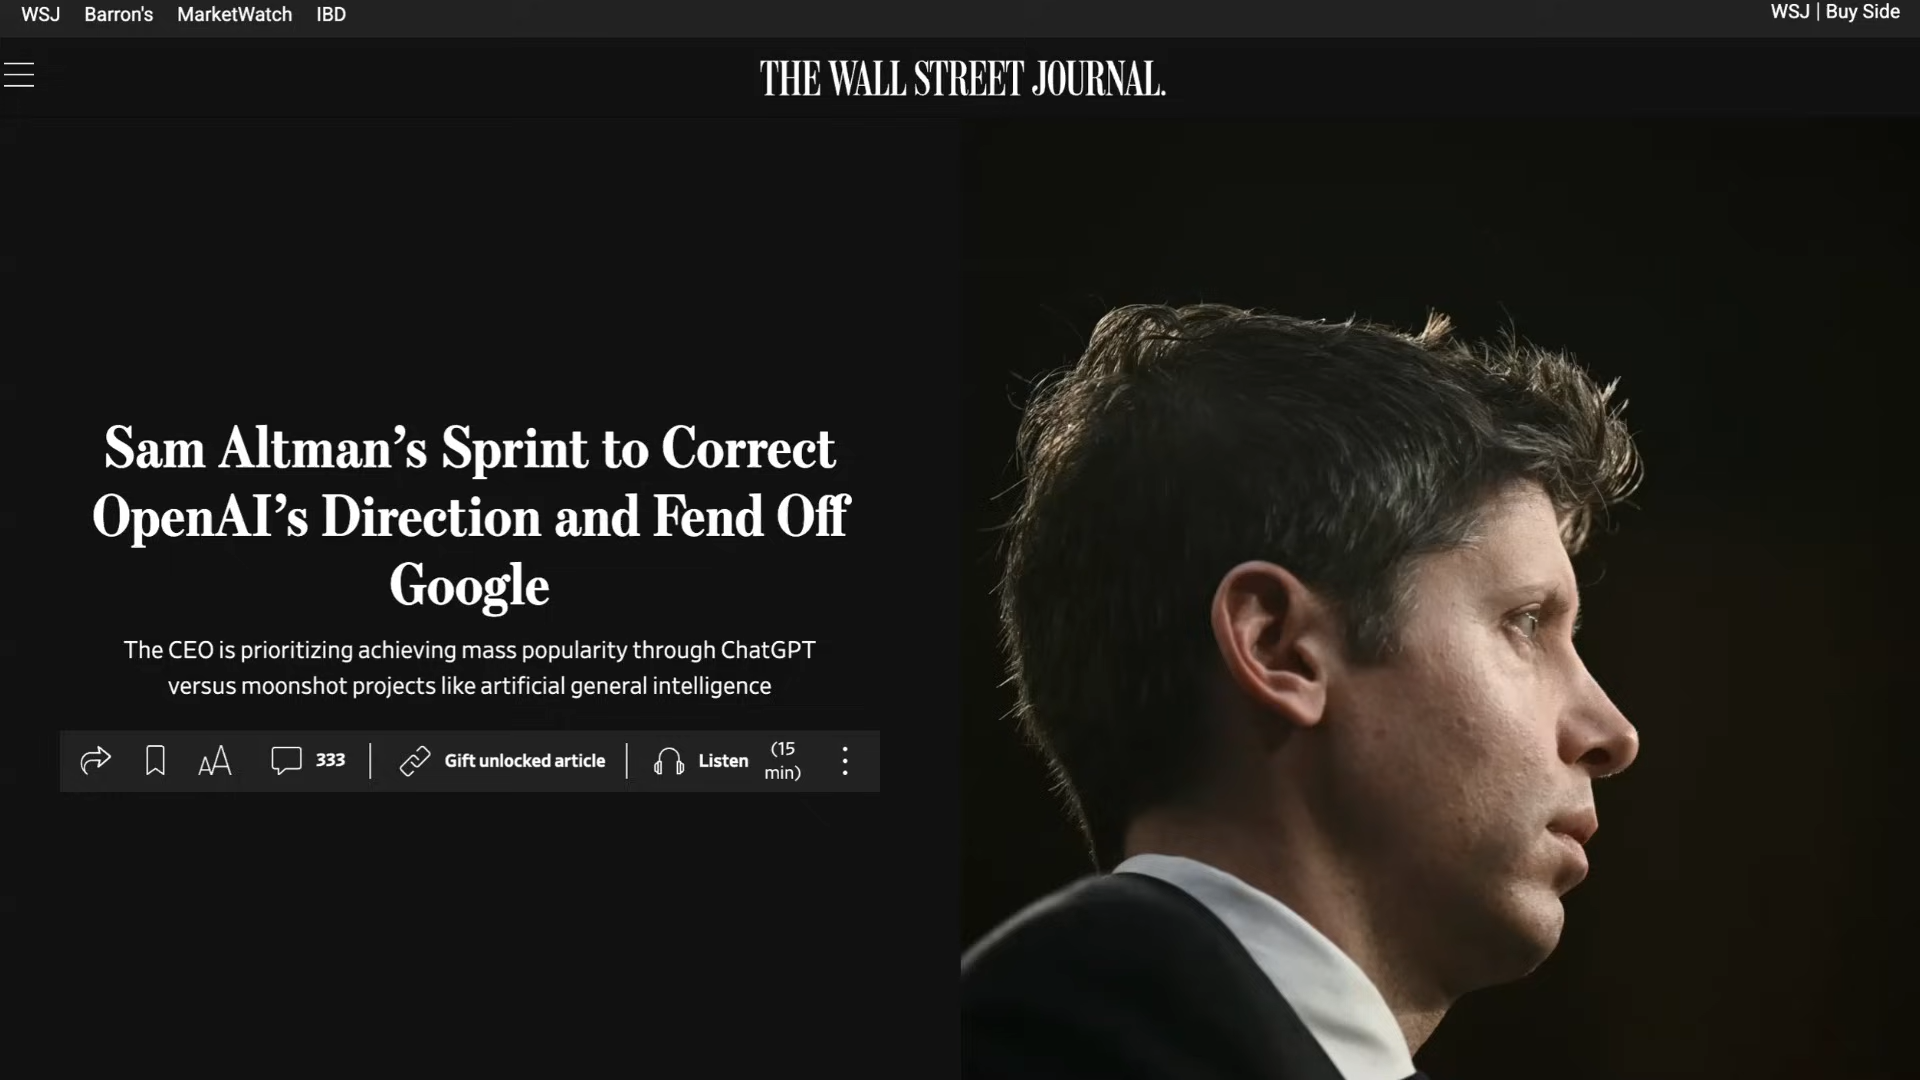 WSJ Barron's MarketWatch IBD
WSJ | Buy Side
THE WALL STREET JOURNAL.
Sam Altman’s Sprint to Correct
OpenAI’s Direction and Fend Off
Google
The CEO is prioritizing achieving mass popularity through ChatGPT
versus moonshot projects like artificial general intelligence
AA 333 Gift unlocked article Listen (15
min)